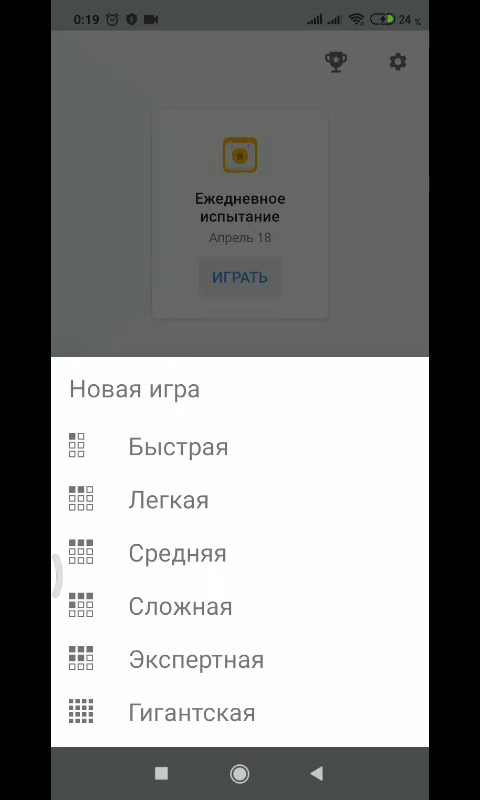 0:19 24 %
Ежедневное
испытание
Апрель 18
ИГРАТЬ
Новая игра
Быстрая
Легкая
Средняя
Сложная
Экспертная
Гигантская